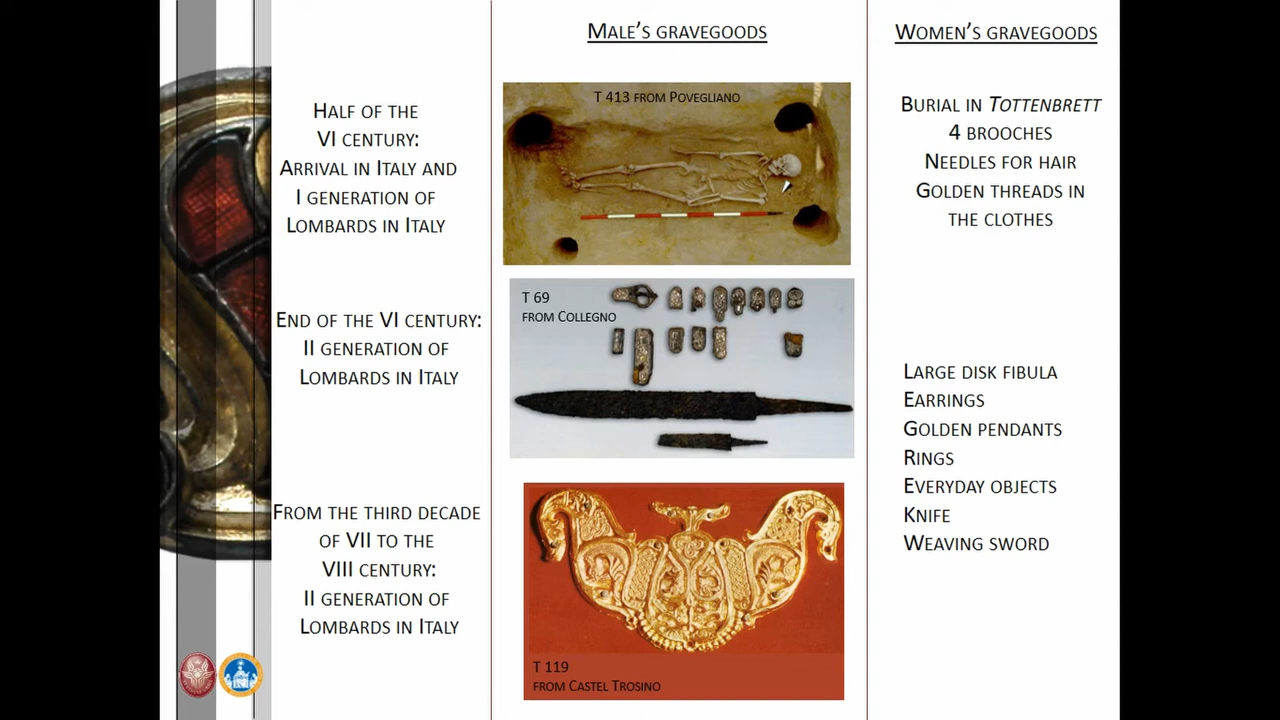 Male's gravegoods
Women's gravegoods
Half of the
VI century:
Arrival in Italy and
I generation of
Lombards in Italy
T 413 from Povegliano
Burial in Tottenbrett
4 brooches
Needles for hair
Golden threads in
the clothes
End of the VI century:
II generation of
Lombards in Italy
T 69
from Collegno
Large disk fibula
Earrings
Golden pendants
Rings
Everyday objects
Knife
Weaving sword
From the third decade
of VII to the
VIII century:
II generation of
Lombards in Italy
T 119
from Castel Trosino